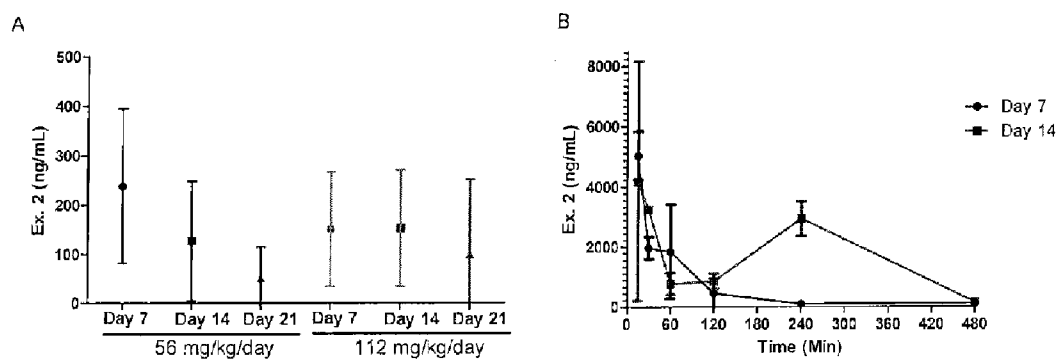 A
B
500
400
300
200
100
0
Ex. 2 (ng/mL)
Day 7 Day 14 Day 21 Day 7 Day 14 Day 21
56 mg/kg/day 112 mg/kg/day
8000
6000
4000
2000
0
Ex. 2 (ng/mL)
0 60 120 180 240 300 360 420 480
Time (Min)
Day 7
Day 14